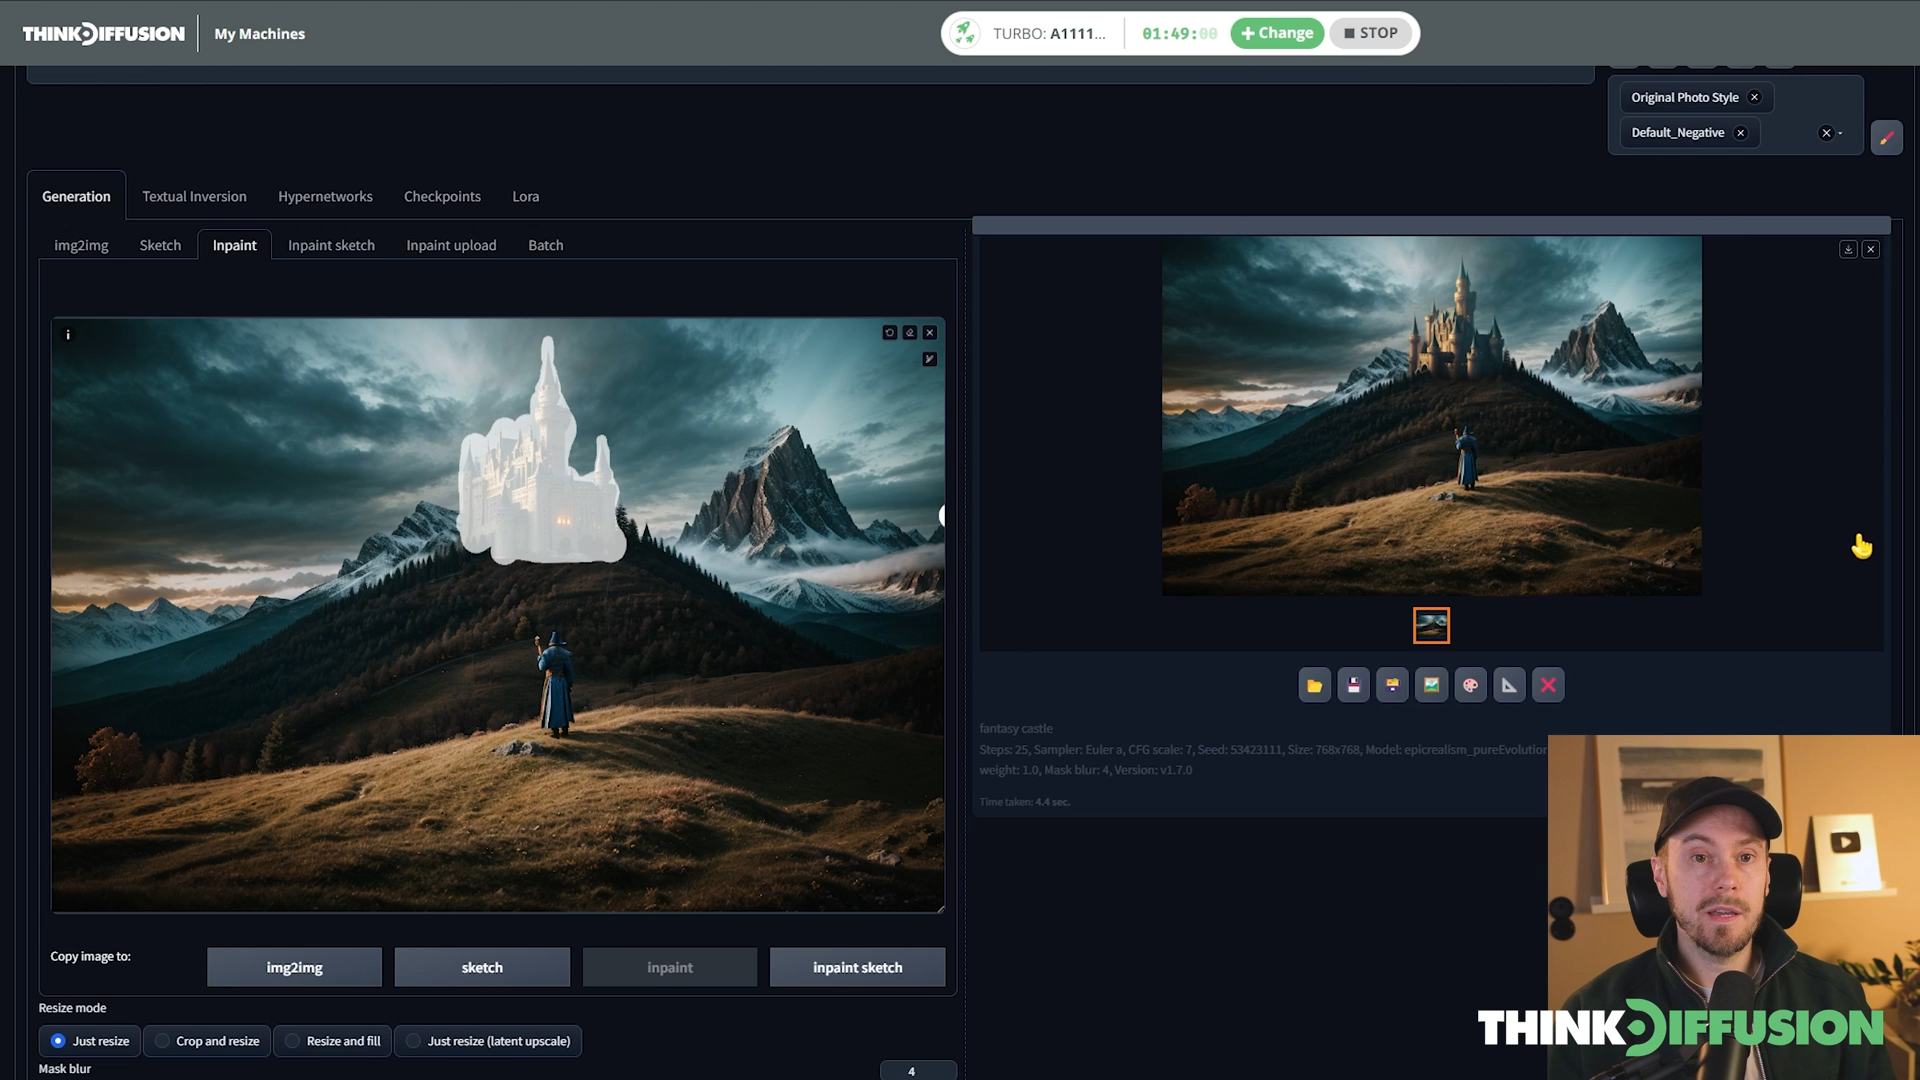 THINKDIFFUSION
My Machines
TURBO: A1111...
01:49:00
+ Change
STOP
Original Photo Style
Default_Negative
Generation
Textual Inversion
Hypernetworks
Checkpoints
Lora
img2img
Sketch
Inpaint
Inpaint sketch
Inpaint upload
Batch
Copy image to:
img2img
sketch
inpaint
inpaint sketch
Resize mode
Just resize
Crop and resize
Resize and fill
Just resize (latent upscale)
Mask blur
4
fantasy castle
Steps: 25, Sampler: Euler a, CFG scale: 7, Seed: 53423111, Size: 768x768, Model: epicrealism_pureEvolution
weight: 1.0, Mask blur: 4, Version: v1.7.0
Time taken: 4.4 sec.
THINKDIFFUSION